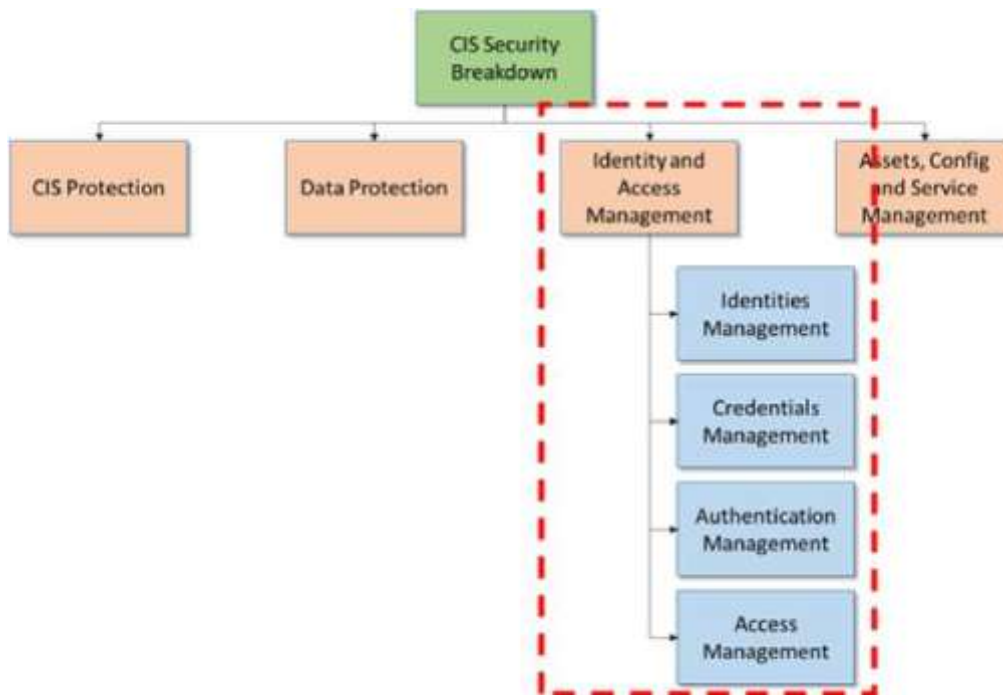 CIS Security
Breakdown
CIS Protection
Data Protection
Identity and
Access
Management
Assets, Config
and Service
Management
Identities
Management
Credentials
Management
Authentication
Management
Access
Management